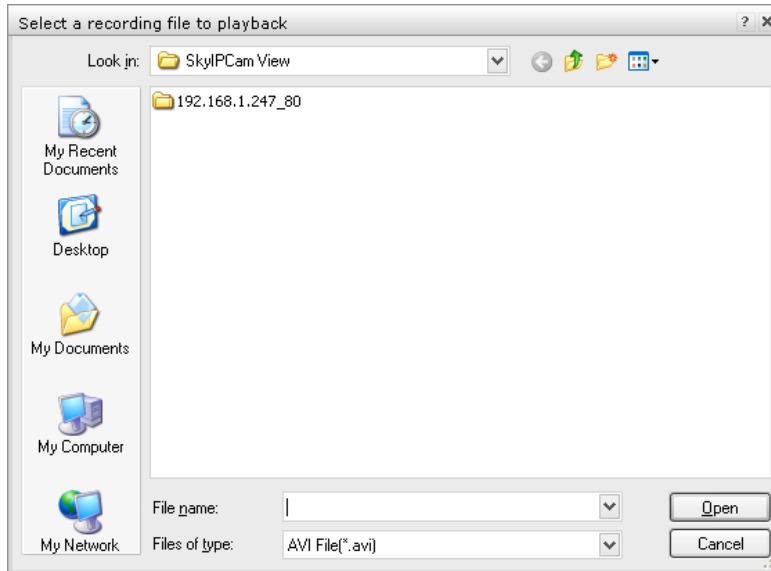 Select a recording file to playback
Look in: SkyIPCam View
192.168.1.247_80
My Recent
Documents
Desktop
My Documents
My Computer
My Network
File name:
Open
Files of type: AVI File(*.avi)
Cancel